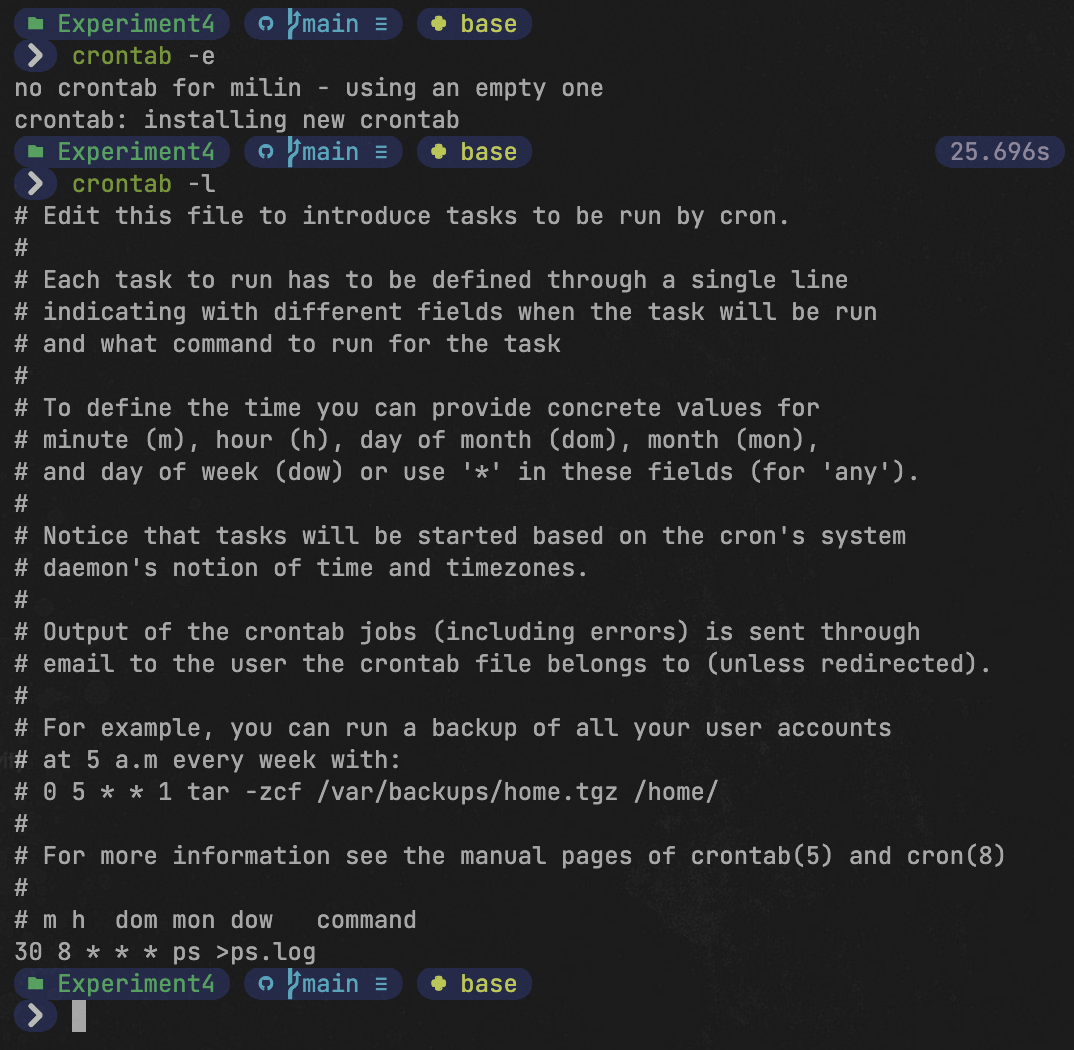 Experiment4 main ≡ base
❯ crontab -e
no crontab for milin - using an empty one
crontab: installing new crontab
Experiment4 main ≡ base 25.696s
❯ crontab -l
# Edit this file to introduce tasks to be run by cron.
#
# Each task to run has to be defined through a single line
# indicating with different fields when the task will be run
# and what command to run for the task
#
# To define the time you can provide concrete values for
# minute (m), hour (h), day of month (dom), month (mon),
# and day of week (dow) or use '*' in these fields (for 'any').
#
# Notice that tasks will be started based on the cron's system
# daemon's notion of time and timezones.
#
# Output of the crontab jobs (including errors) is sent through
# email to the user the crontab file belongs to (unless redirected).
#
# For example, you can run a backup of all your user accounts
# at 5 a.m every week with:
# 0 5 * * 1 tar -zcf /var/backups/home.tgz /home/
#
# For more information see the manual pages of crontab(5) and cron(8)
#
# m h  dom mon dow   command
30 8 * * * ps >ps.log
Experiment4 main ≡ base
❯